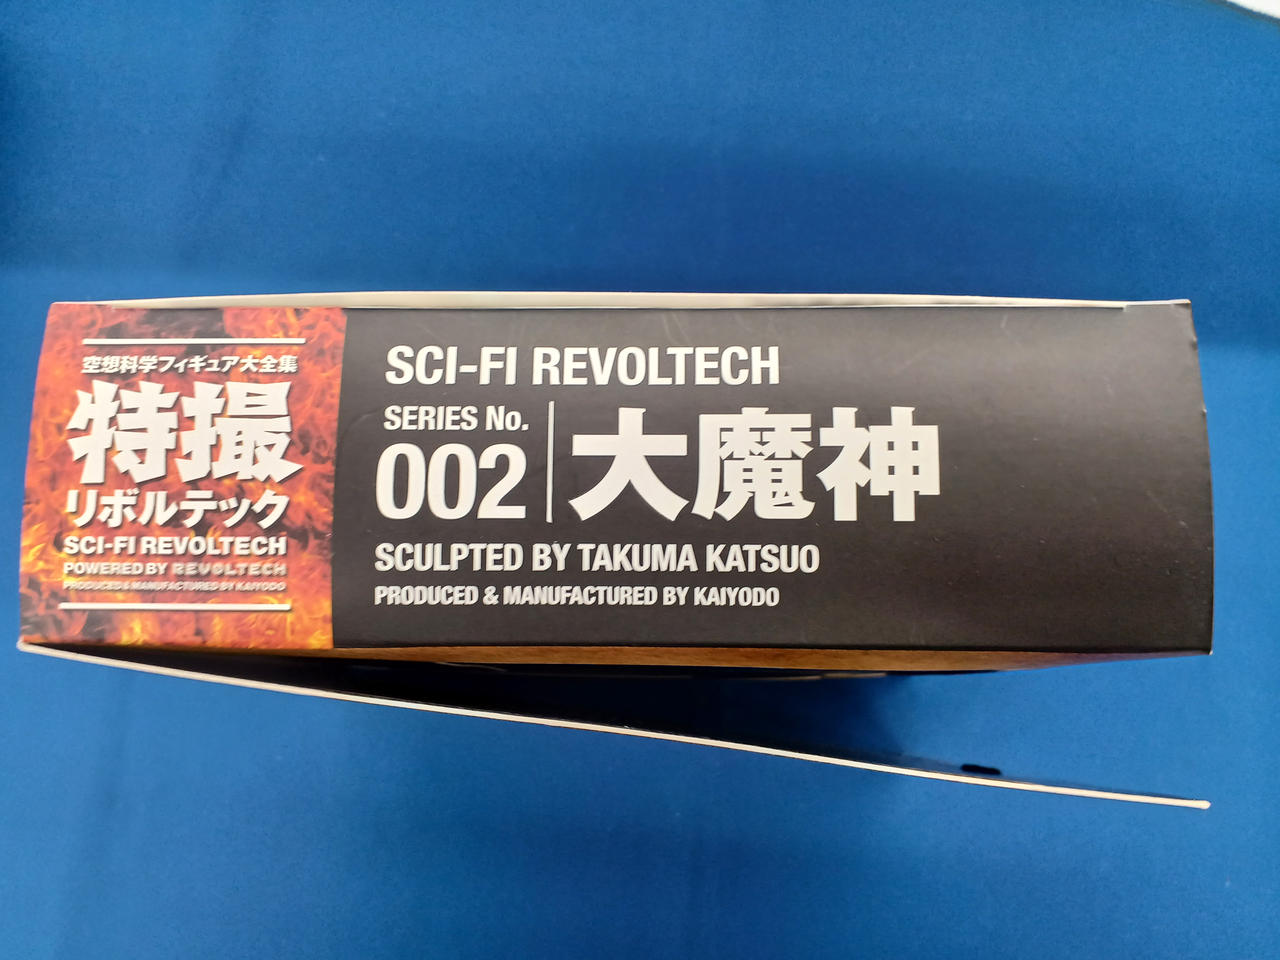 空想科学フィギュア大全集
特撮
リボルテック
SCI-FI REVOLTECH
POWERED BY REVOLTECH
PRODUCED & MANUFACTURED BY KAIYODO
SCI-FI REVOLTECH
SERIES No.
002
大魔神
SCULPTED BY TAKUMA KATSUO
PRODUCED & MANUFACTURED BY KAIYODO